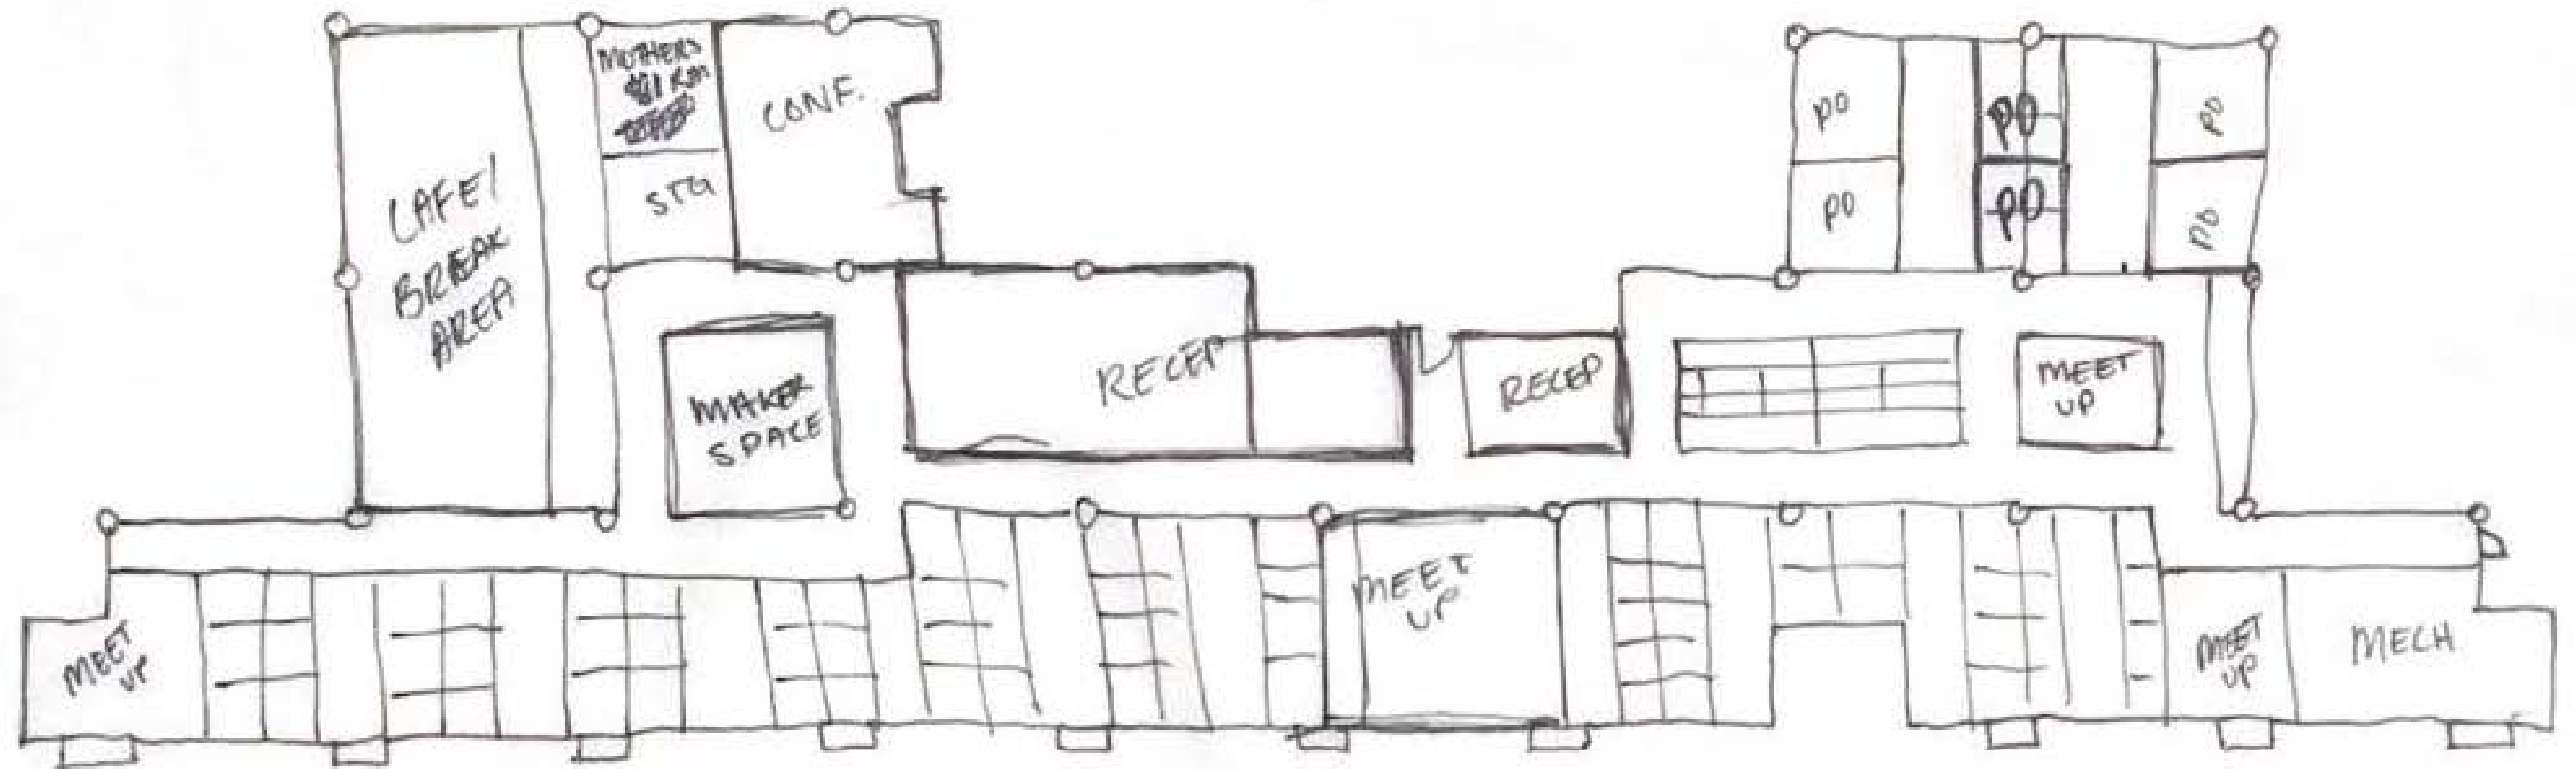 MOTHERS
RM
CONF.
STG
CAFE/
BREAK
AREA
MAKER
SPACE
RECEP
RECEP
PO
PO
PO
PO
PO
PO
MEET
UP
MEET
UP
MEET
UP
MEET
UP
MECH